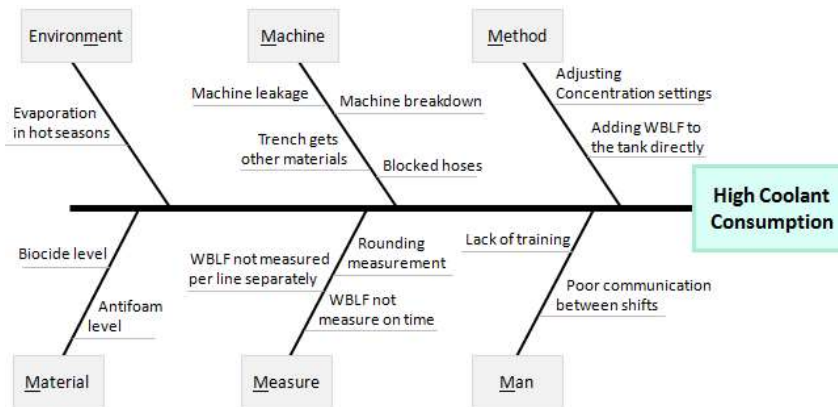 Environment
Machine
Method
Evaporation
in hot seasons
Machine leakage
Machine breakdown
Trench gets
other materials
Blocked hoses
Adjusting
Concentration settings
Adding WBLF to
the tank directly
High Coolant
Consumption
Biocide level
Antifoam
level
WBLF not measured
per line separately
Rounding
measurement
WBLF not
measure on time
Lack of training
Poor communication
between shifts
Material
Measure
Man